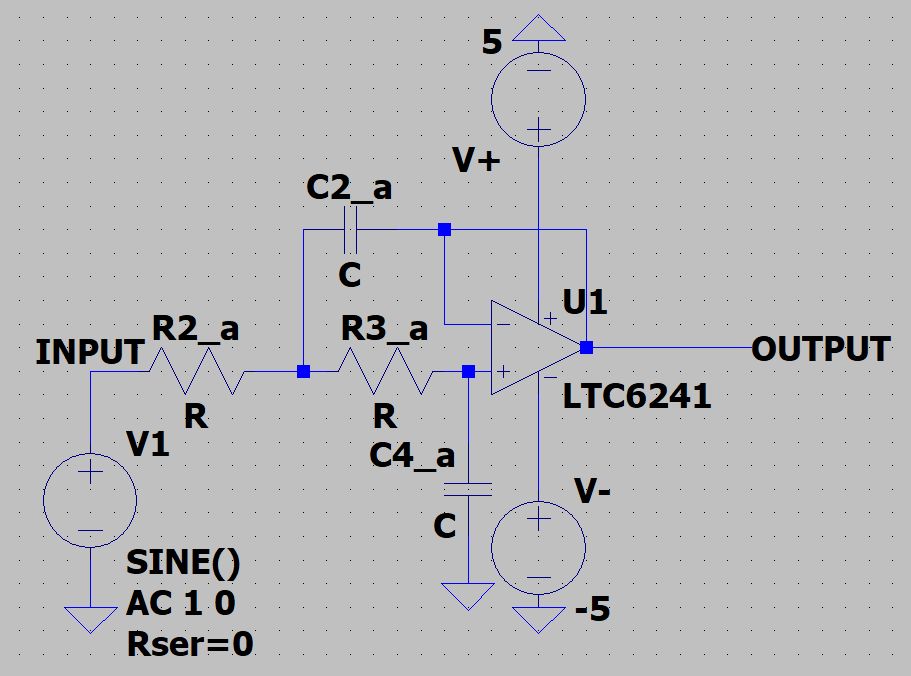 5
V+
C2_a
C
U1
R2_a
R3_a
INPUT
OUTPUT
R
R
LTC6241
V1
C4_a
V-
C
SINE()
AC 1 0
-5
Rser=0